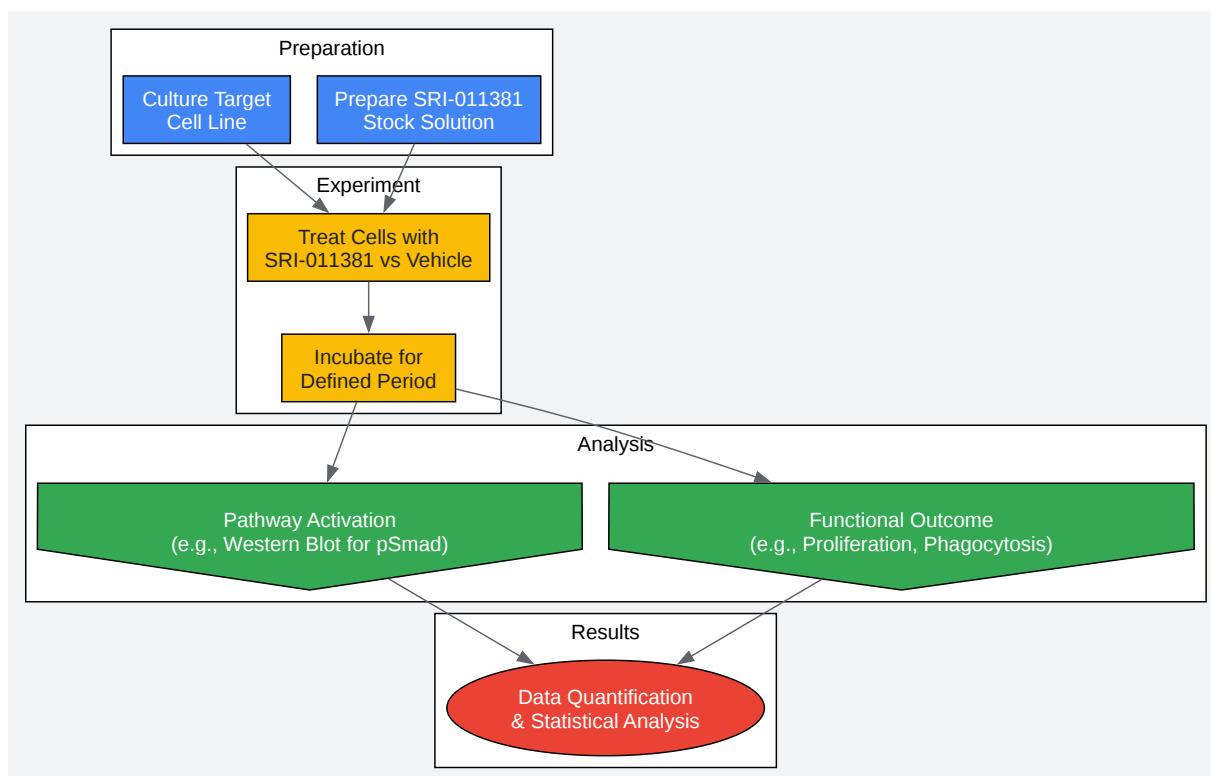 Preparation
Culture Target
Cell Line
Prepare SRI-011381
Stock Solution
Experiment
Treat Cells with
SRI-011381 vs Vehicle
Incubate for
Defined Period
Analysis
Pathway Activation
(e.g., Western Blot for pSmad)
Functional Outcome
(e.g., Proliferation, Phagocytosis)
Results
Data Quantification
& Statistical Analysis